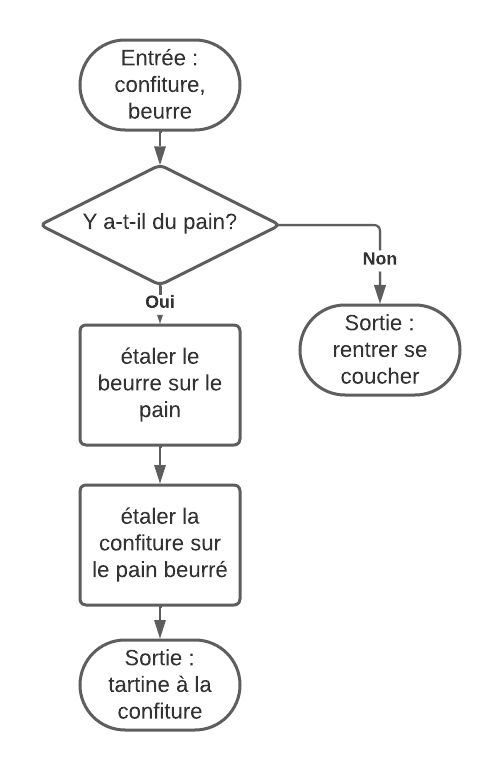 Entrée :
confiture,
beurre
Y a-t-il du pain?
Non
Oui
Sortie :
rentrer se
coucher
étaler le
beurre sur le
pain
étaler la
confiture sur
le pain beurré
Sortie :
tartine à la
confiture